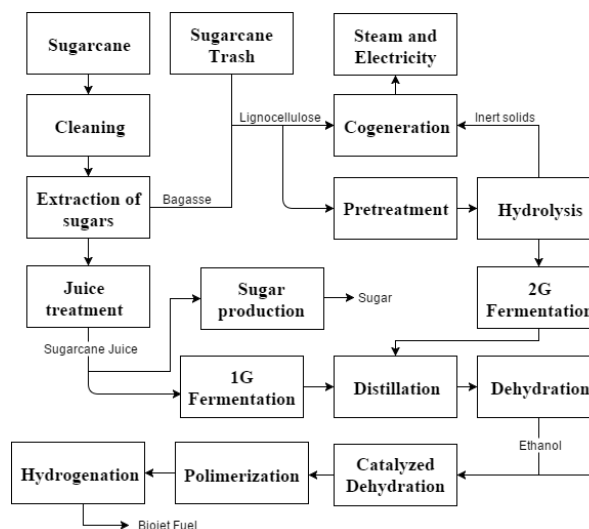 Sugarcane
Sugarcane
Trash
Steam and
Electricity
Cleaning
Lignocellulose
Cogeneration
Inert solids
Extraction of
sugars
Bagasse
Pretreatment
Hydrolysis
Juice
treatment
Sugar
production
Sugar
2G
Fermentation
Sugarcane Juice
1G
Fermentation
Distillation
Dehydration
Ethanol
Hydrogenation
Polimerization
Catalyzed
Dehydration
Biojet Fuel